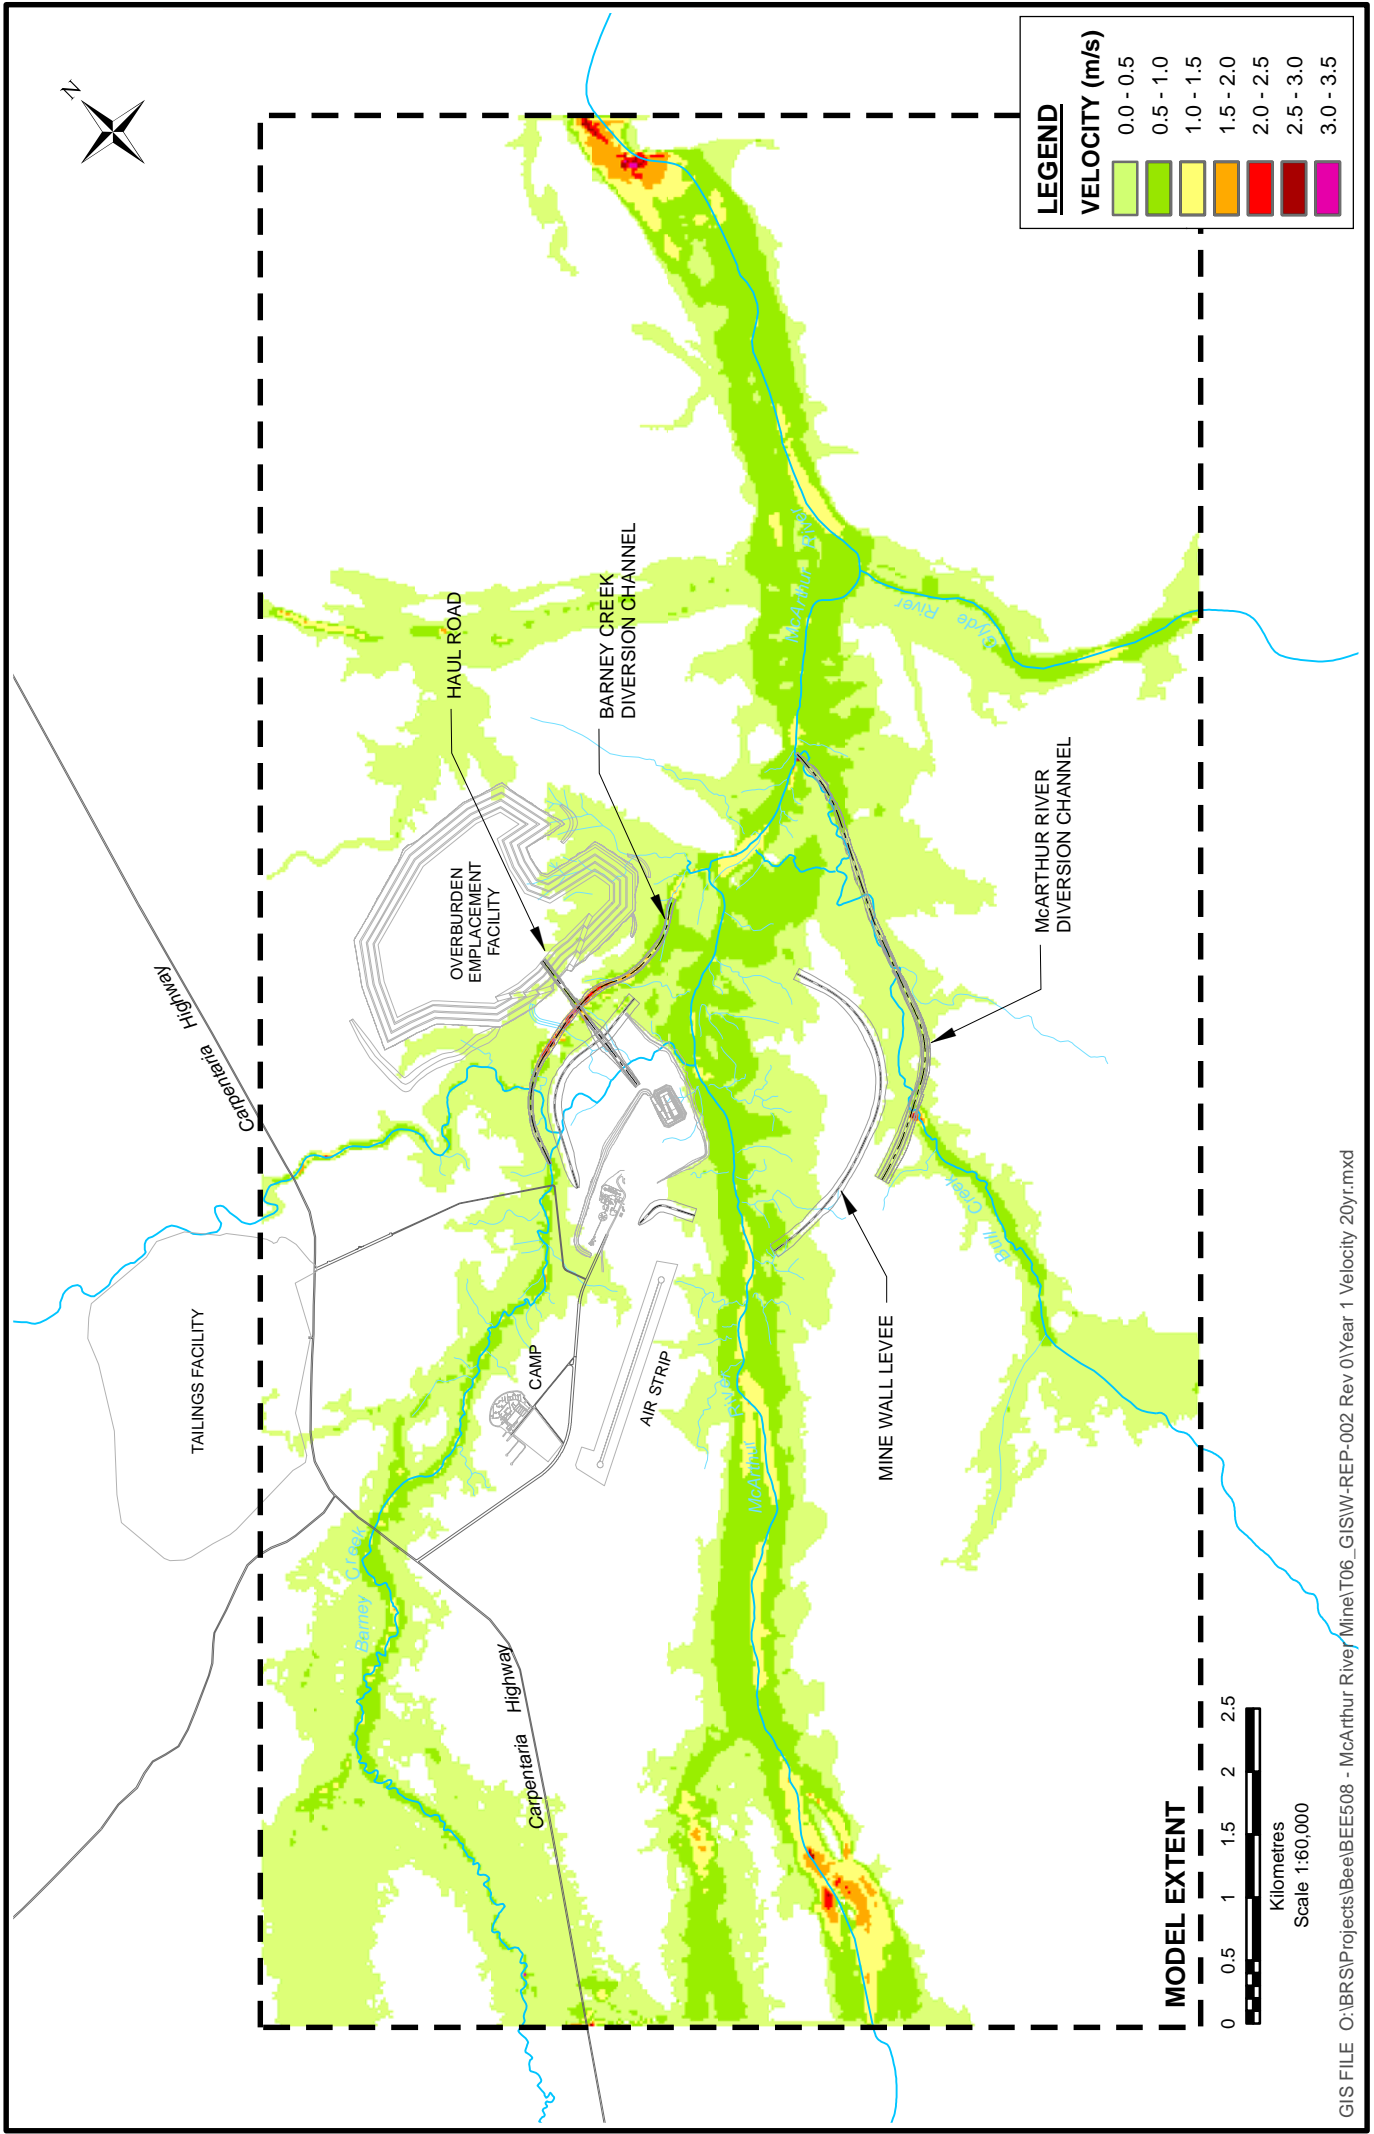 N
Carpentaria Highway
TAILINGS FACILITY
OVERBURDEN
EMPLACEMENT
FACILITY
HAUL ROAD
BARNEY CREEK
DIVERSION CHANNEL
CAMP
AIR STRIP
Barney Creek
Carpentaria Highway
McArthur River
McArthur River
Glyde River
Bull Creek
MINE WALL LEVEE
McARTHUR RIVER
DIVERSION CHANNEL
MODEL EXTENT
0 0.5 1 1.5 2 2.5
Kilometres
Scale 1:60,000
LEGEND
VELOCITY (m/s)
0.0 - 0.5
0.5 - 1.0
1.0 - 1.5
1.5 - 2.0
2.0 - 2.5
2.5 - 3.0
3.0 - 3.5
GIS FILE O:\BRS\Projects\Bee\BEE508 - McArthur River Mine\T06_GIS\W-REP-002 Rev 0\Year 1 Velocity 20yr.mxd